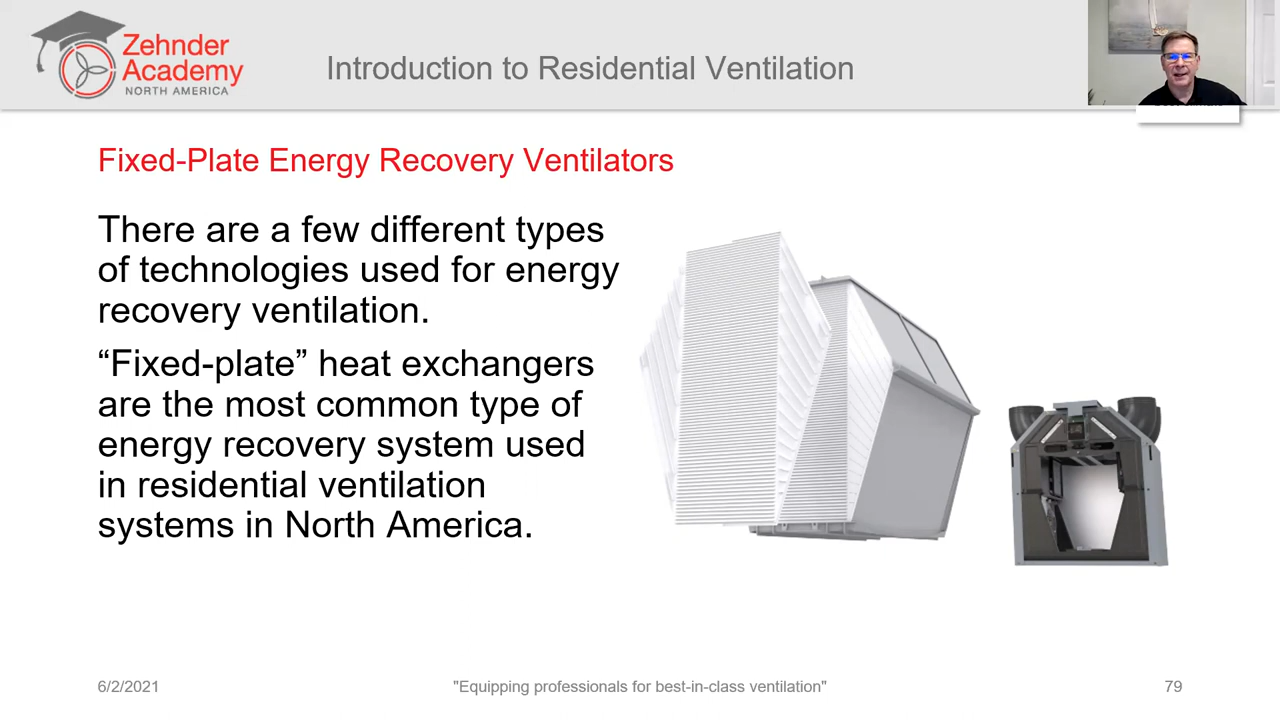 Zehnder
Academy
NORTH AMERICA
Introduction to Residential Ventilation
Fixed-Plate Energy Recovery Ventilators
There are a few different types
of technologies used for energy
recovery ventilation.
“Fixed-plate” heat exchangers
are the most common type of
energy recovery system used
in residential ventilation
systems in North America.
6/2/2021
"Equipping professionals for best-in-class ventilation"
79